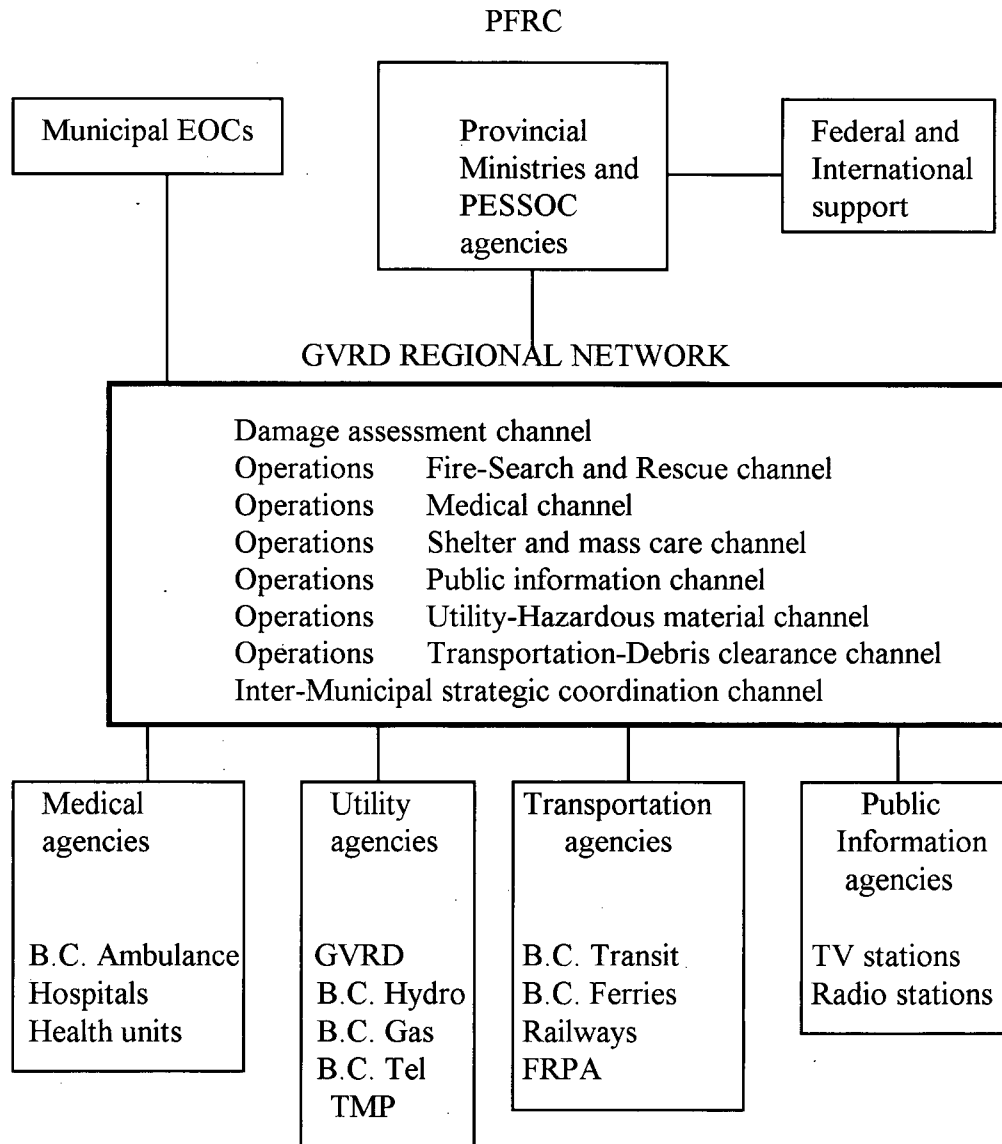 PFRC
Municipal EOCs
Provincial
Ministries and
PESSOC
agencies
Federal and
International
support
GVRD REGIONAL NETWORK
Damage assessment channel
Operations Fire-Search and Rescue channel
Operations Medical channel
Operations Shelter and mass care channel
Operations Public information channel
Operations Utility-Hazardous material channel
Operations Transportation-Debris clearance channel
Inter-Municipal strategic coordination channel
Medical
agencies
B.C. Ambulance
Hospitals
Health units
Utility
agencies
GVRD
B.C. Hydro
B.C. Gas
B.C. Tel
TMP
Transportation
agencies
B.C. Transit
B.C. Ferries
Railways
FRPA
Public
Information
agencies
TV stations
Radio stations